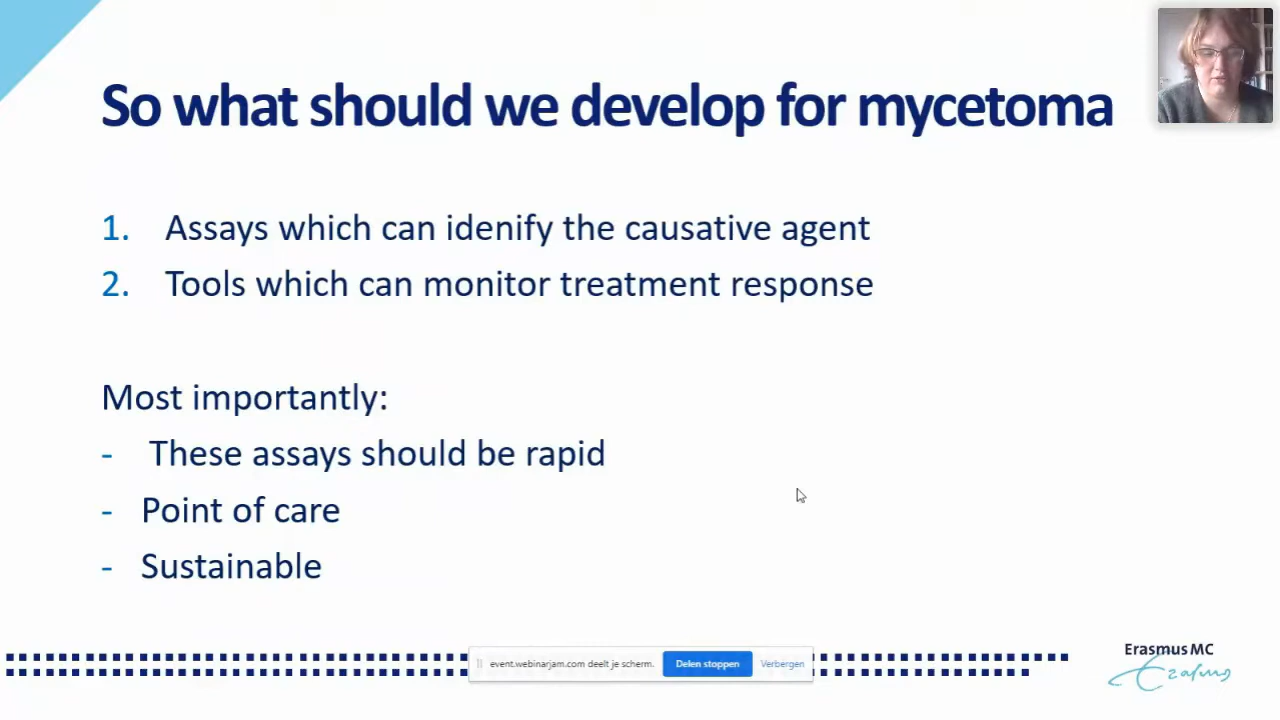 So what should we develop for mycetoma
1. Assays which can idenify the causative agent
2. Tools which can monitor treatment response
Most importantly:
- These assays should be rapid
- Point of care
- Sustainable
event.webinarjam.com deelt je scherm. Delen stoppen Verbergen
Erasmus MC
Erasmus